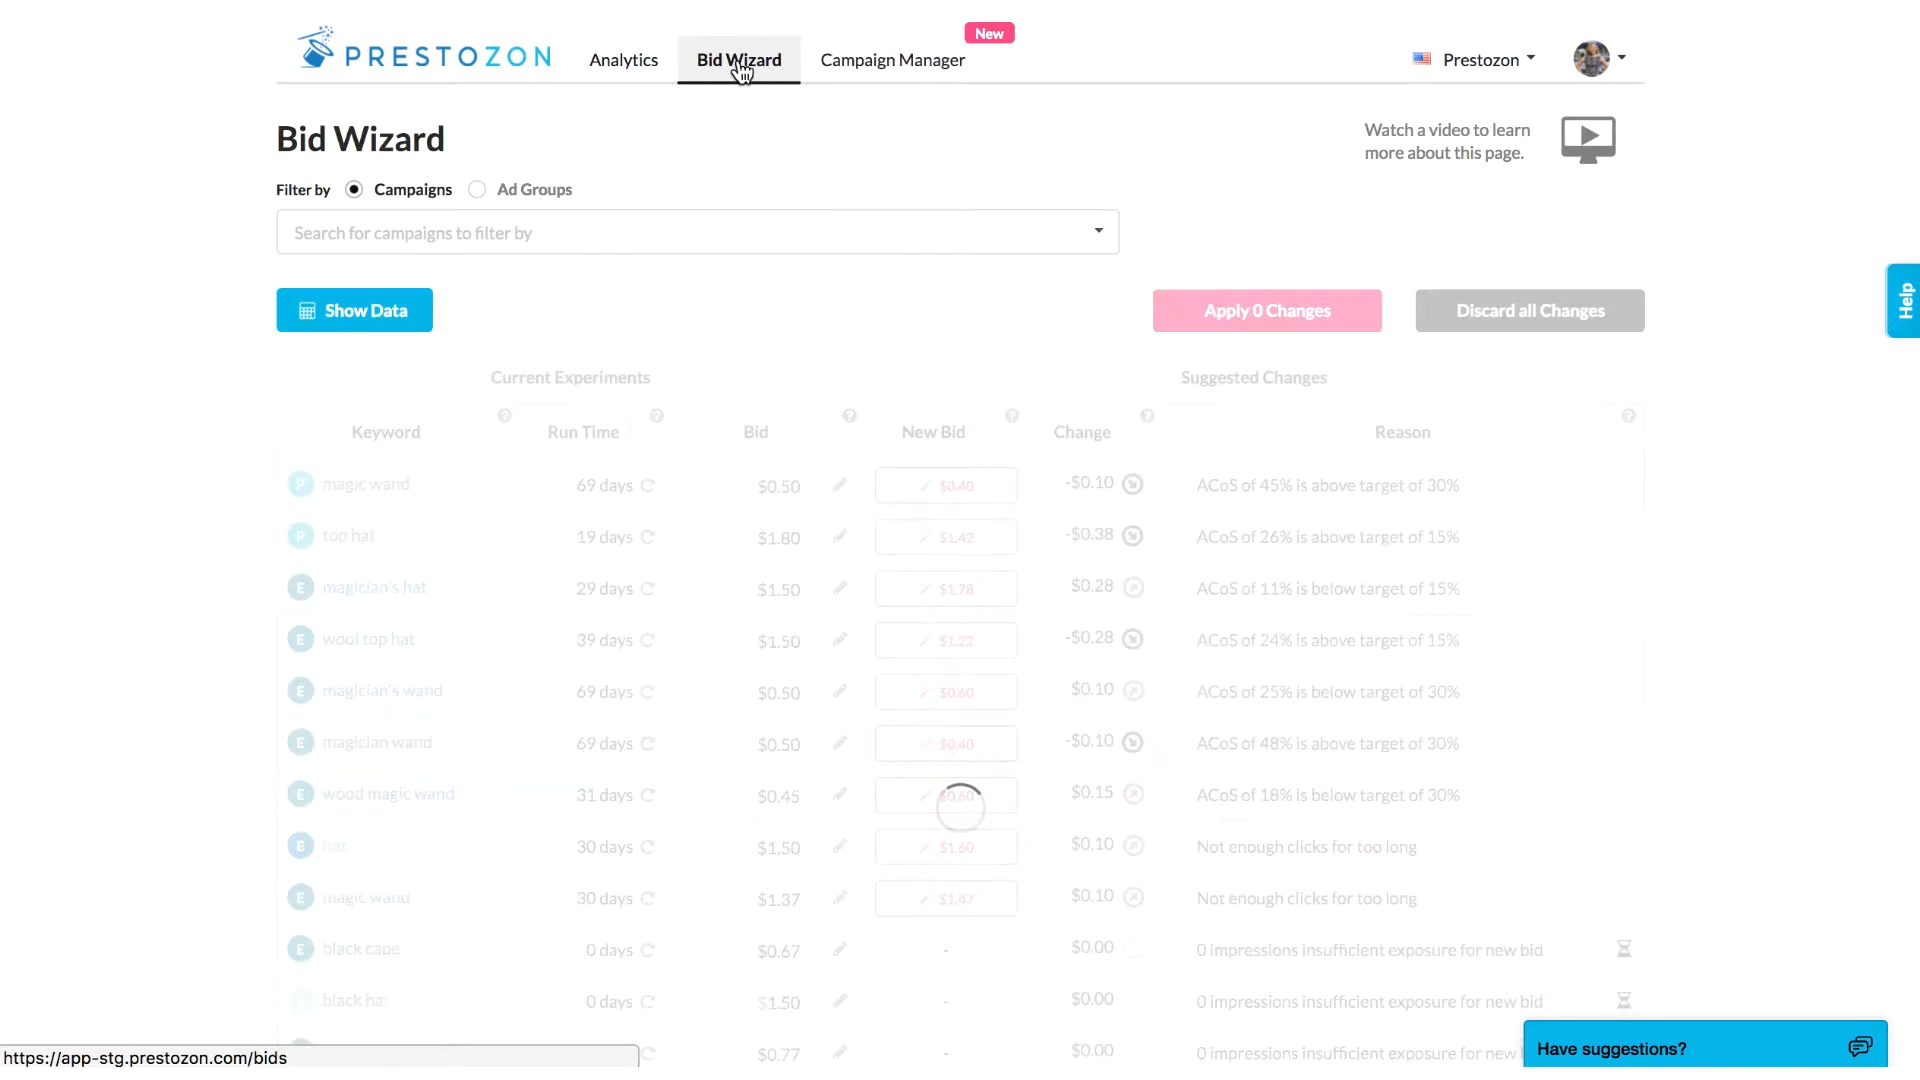 New
PRESTOZON Analytics Bid Wizard Campaign Manager Prestozon
Bid Wizard
Watch a video to learn
more about this page.
Filter by Campaigns Ad Groups
Search for campaigns to filter by
Help
Show Data Apply 0 Changes Discard all Changes
Current Experiments Suggested Changes
Keyword Run Time Bid New Bid Change Reason
P magic wand 69 days $0.50 $0.40 -$0.10 ACoS of 45% is above target of 30%
P top hat 19 days $1.80 $1.42 -$0.38 ACoS of 26% is above target of 15%
E magician's hat 29 days $1.50 $1.78 $0.28 ACoS of 11% is below target of 15%
E wool top hat 39 days $1.50 $1.22 -$0.28 ACoS of 24% is above target of 15%
E magician's wand 69 days $0.50 $0.60 $0.10 ACoS of 25% is below target of 30%
E magician wand 69 days $0.50 $0.40 -$0.10 ACoS of 48% is above target of 30%
E wood magic wand 31 days $0.45 $0.60 $0.15 ACoS of 18% is below target of 30%
B hat 30 days $1.50 $1.60 $0.10 Not enough clicks for too long
E magic wand 30 days $1.37 $1.47 $0.10 Not enough clicks for too long
E black cape 0 days $0.67 - $0.00 0 impressions insufficient exposure for new bid
black hat 0 days $1.50 - $0.00 0 impressions insufficient exposure for new bid
$0.77 - $0.00 0 impressions insufficient exposure for new
Have suggestions?
https://app-stg.prestozon.com/bids